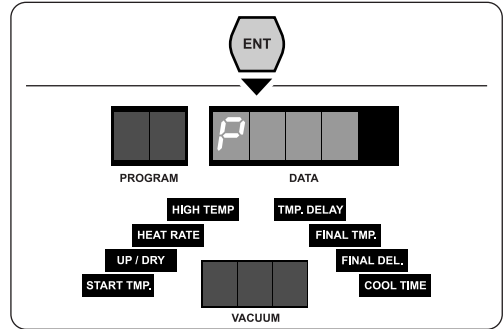 ENT
P
PROGRAM DATA
HIGH TEMP TMP. DELAY
HEAT RATE FINAL TMP.
UP / DRY FINAL DEL.
START TMP. COOL TIME
VACUUM